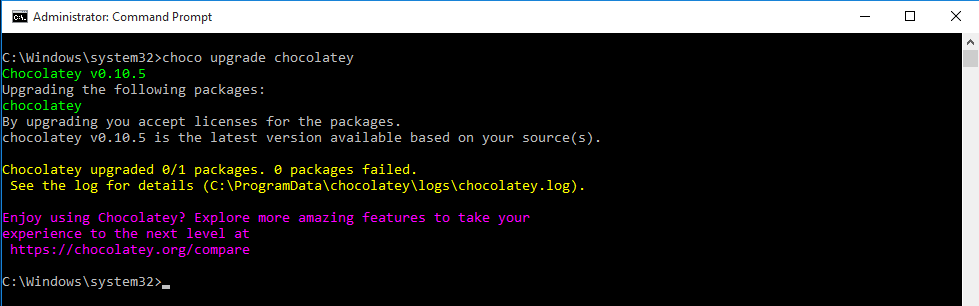 Administrator: Command Prompt
C:\Windows\system32>choco upgrade chocolatey
Chocolatey v0.10.5
Upgrading the following packages:
chocolatey
By upgrading you accept licenses for the packages.
chocolatey v0.10.5 is the latest version available based on your source(s).
Chocolatey upgraded 0/1 packages. 0 packages failed.
See the log for details (C:\ProgramData\chocolatey\logs\chocolatey.log).
Enjoy using Chocolatey? Explore more amazing features to take your
experience to the next level at
https://chocolatey.org/compare
C:\Windows\system32>